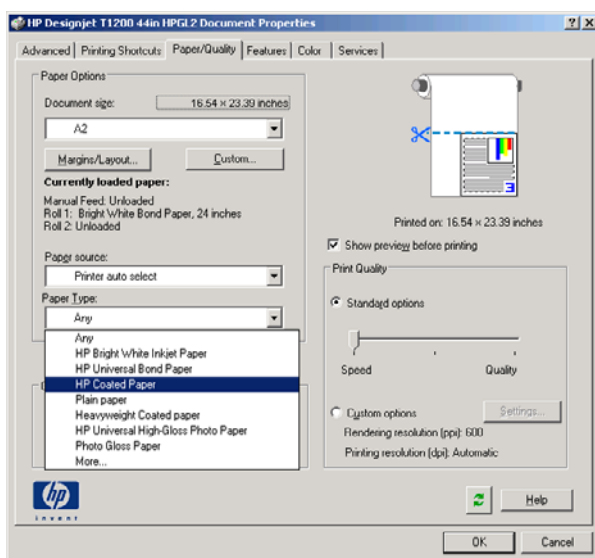 HP Designjet T1200 44in HPGL2 Document Properties
Advanced Printing Shortcuts Paper/Quality Features Color Services
Paper Options
Document size: 16.54 × 23.39 inches
A2
Margins/Layout... Custom...
Currently loaded paper:
Manual Feed: Unloaded
Roll 1: Bright White Bond Paper, 24 inches
Roll 2: Unloaded
Paper source:
Printer auto select
Paper Type:
Any
Any
HP Bright White Inkjet Paper
HP Universal Bond Paper
HP Coated Paper
Plain paper
Heavyweight Coated paper
HP Universal High-Gloss Photo Paper
Photo Gloss Paper
More...
3
Printed on: 16.54 × 23.39 inches
Show preview before printing
Print Quality
Standard options
Speed Quality
Custom options Settings...
Rendering resolution (ppi): 600
Printing resolution (dpi): Automatic
hp
invent
Help
OK Cancel